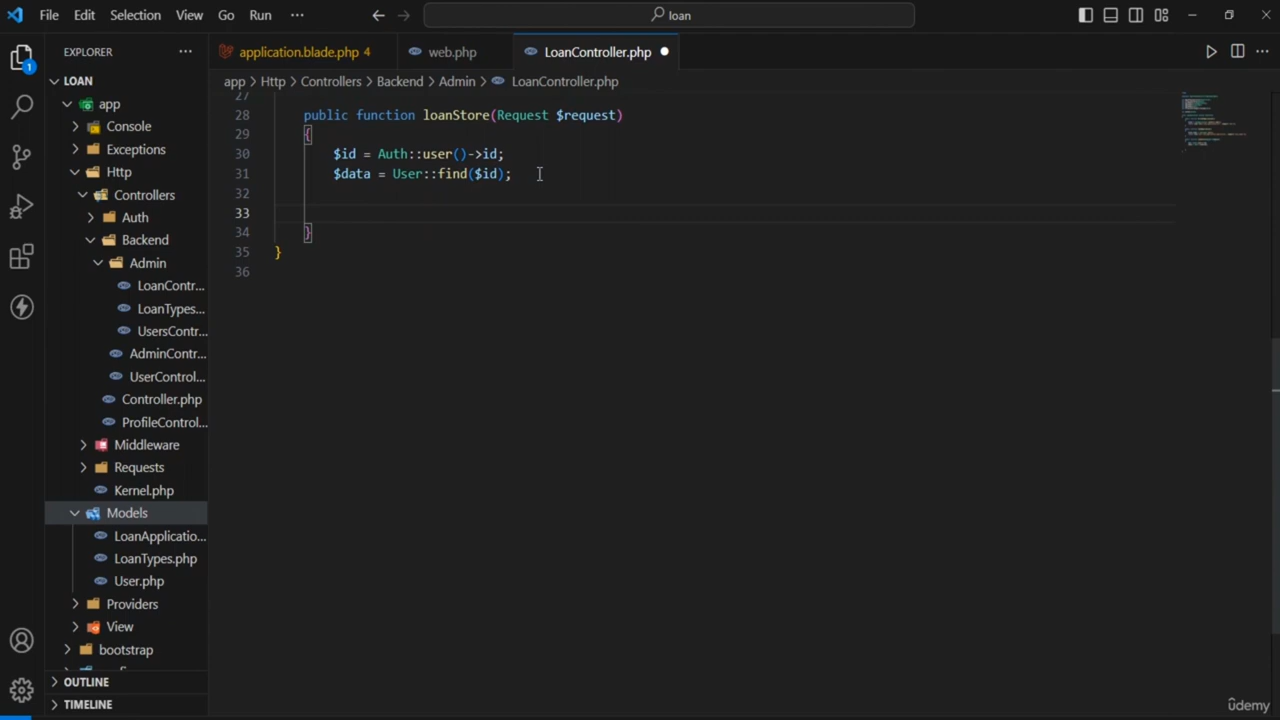 File Edit Selection View Go Run ··· loan
EXPLORER ···
application.blade.php 4 web.php LoanController.php
LOAN
app > Http > Controllers > Backend > Admin > LoanController.php
app
Console
Exceptions
Http
Controllers
Auth
Backend
Admin
LoanContr...
LoanTypes...
UsersContr...
AdminContr...
UserControl...
Controller.php
ProfileControl...
Middleware
Requests
Kernel.php
Models
LoanApplicatio...
LoanTypes.php
User.php
Providers
View
bootstrap
OUTLINE
TIMELINE
27
28 public function loanStore(Request $request)
29 {
30 $id = Auth::user()->id;
31 $data = User::find($id);
32
33
34 }
35 }
36
1
ûdemy